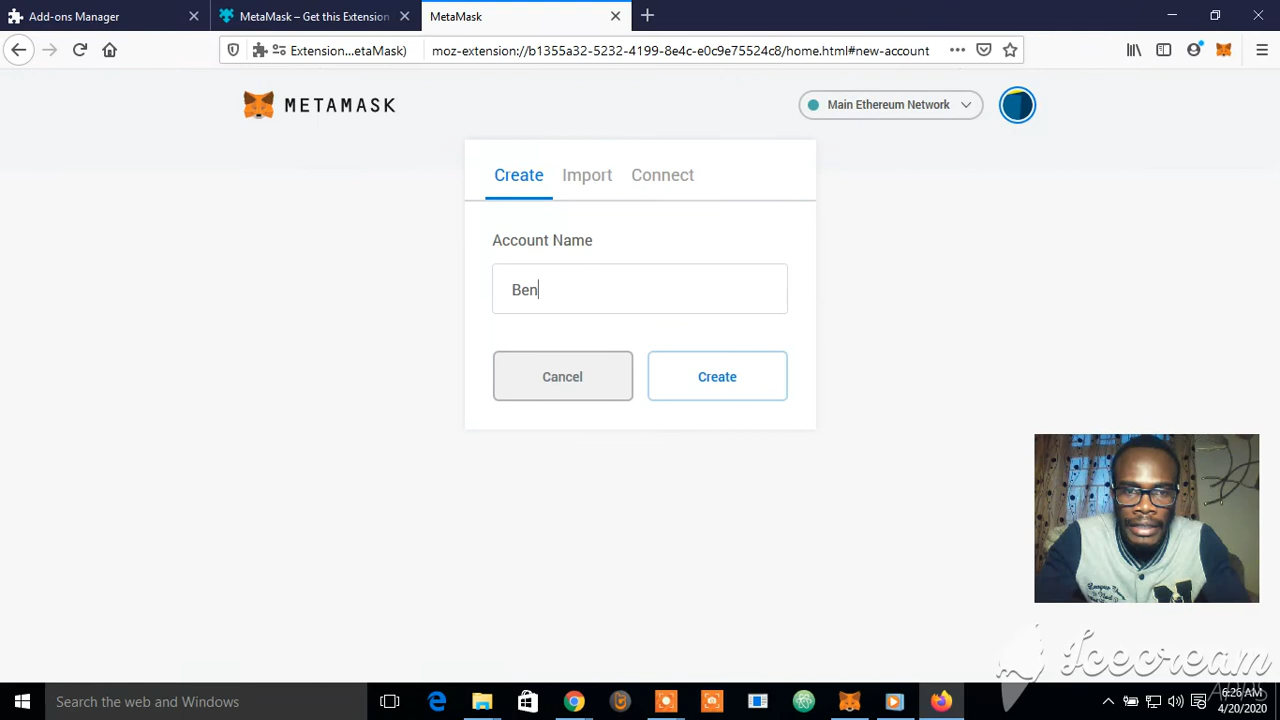 Add-ons Manager
MetaMask – Get this Extension
MetaMask
Extension...etaMask)
moz-extension://b1355a32-5232-4199-8e4c-e0c9e75524c8/home.html#new-account
METAMASK
Main Ethereum Network
Create
Import
Connect
Account Name
Ben
Cancel
Create
Icecream
APPS
Search the web and Windows
6:26 AM
4/20/2020